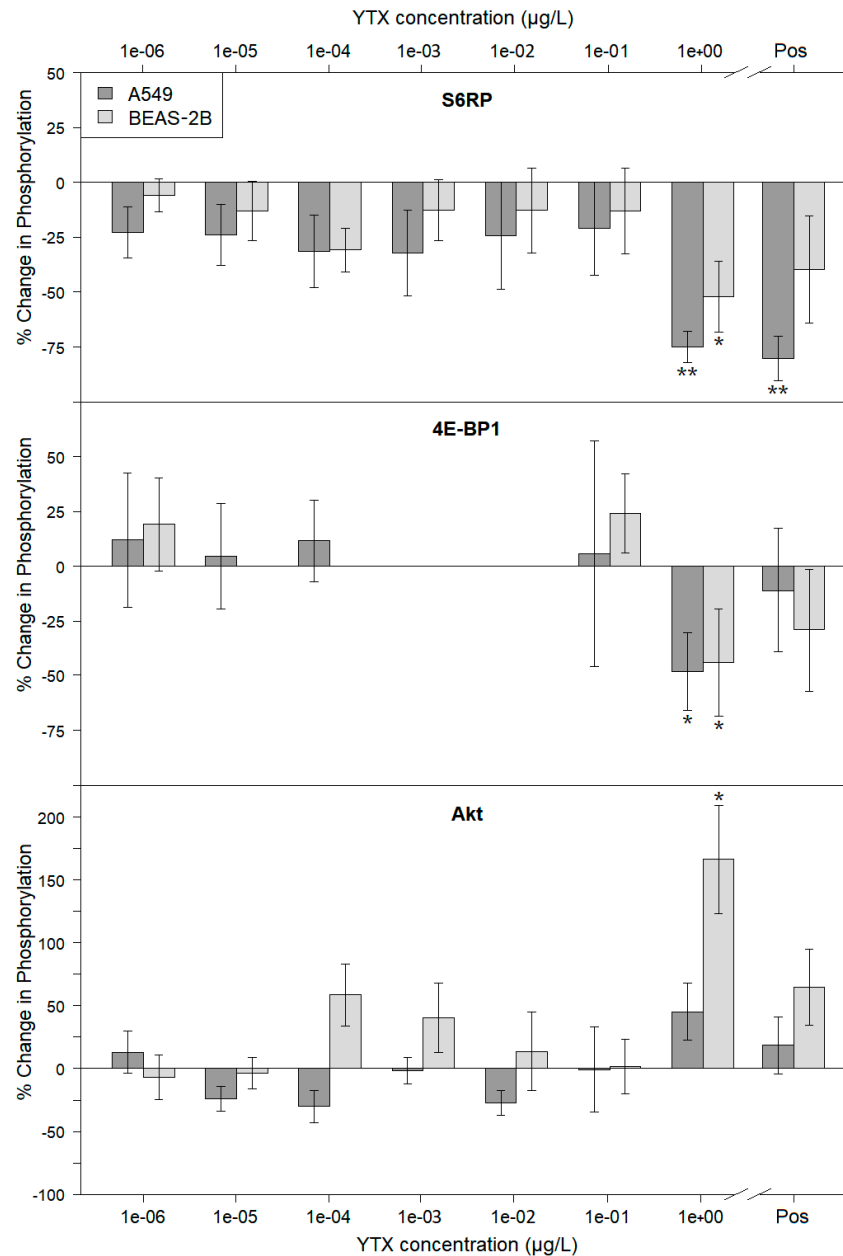 YTX concentration (µg/L)
1e-06 1e-05 1e-04 1e-03 1e-02 1e-01 1e+00 Pos
50
25
0
-25
-50
-75
% Change in Phosphorylation
A549
BEAS-2B
S6RP
** * **
4E-BP1
50
25
0
-25
-50
-75
% Change in Phosphorylation
* *
Akt
*
200
150
100
50
0
-50
-100
% Change in Phosphorylation
1e-06 1e-05 1e-04 1e-03 1e-02 1e-01 1e+00 Pos
YTX concentration (µg/L)